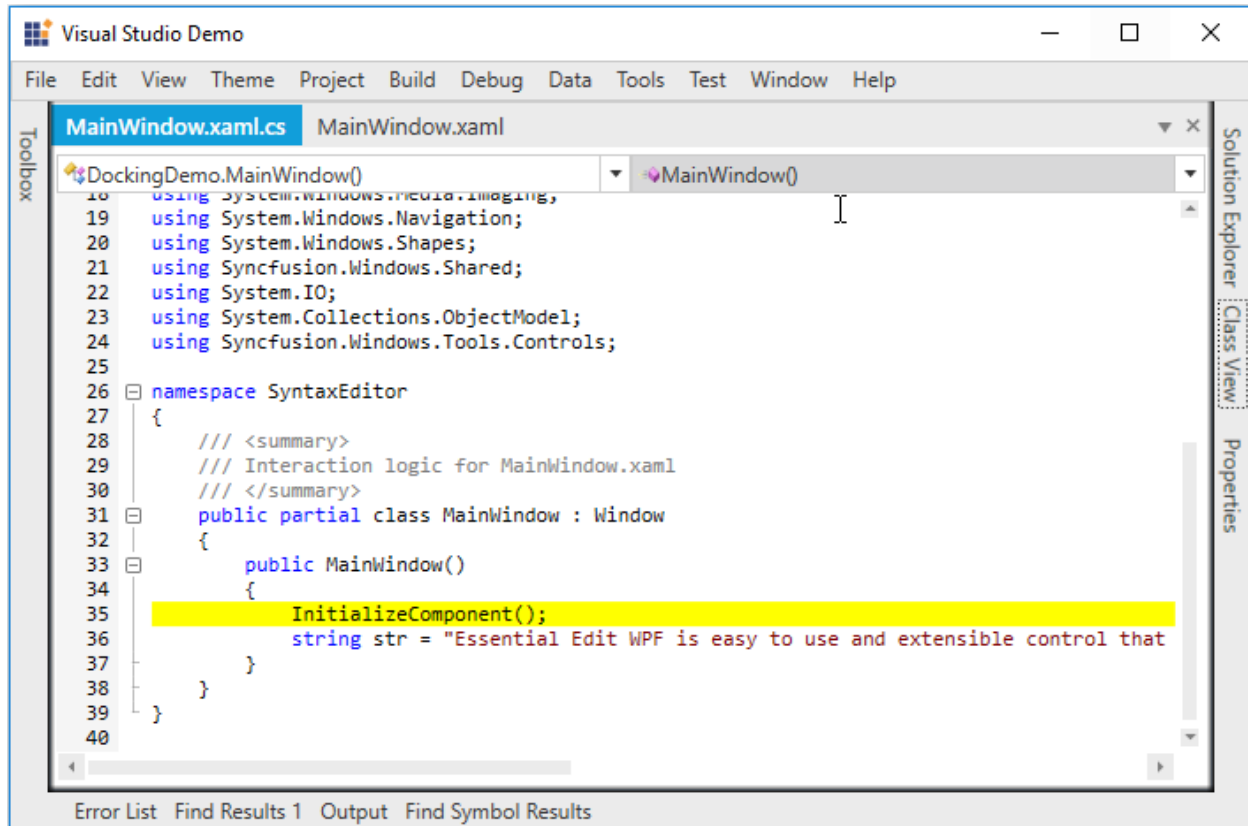 Visual Studio Demo
File Edit View Theme Project Build Debug Data Tools Test Window Help
Toolbox
MainWindow.xaml.cs MainWindow.xaml
DockingDemo.MainWindow() MainWindow()
18 using System.Windows.Media.Imaging;
19 using System.Windows.Navigation;
20 using System.Windows.Shapes;
21 using Syncfusion.Windows.Shared;
22 using System.IO;
23 using System.Collections.ObjectModel;
24 using Syncfusion.Windows.Tools.Controls;
25
26 namespace SyntaxEditor
27 {
28 /// <summary>
29 /// Interaction logic for MainWindow.xaml
30 /// </summary>
31 public partial class MainWindow : Window
32 {
33 public MainWindow()
34 {
35 InitializeComponent();
36 string str = "Essential Edit WPF is easy to use and extensible control that
37 }
38 }
39 }
40
Solution Explorer
Class View
Properties
Error List Find Results 1 Output Find Symbol Results